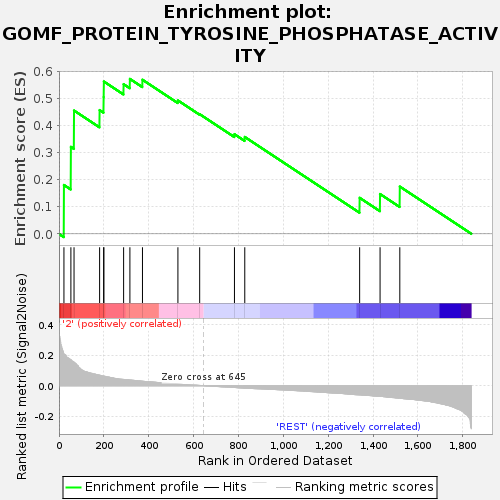 Enrichment plot:
GOMF_PROTEIN_TYROSINE_PHOSPHATASE_ACTIV
ITY
Enrichment score (ES)
0.6
0.5
0.4
0.3
0.2
0.1
0.0
Ranked list metric (Signal2Noise)
0.4
0.2
0.0
-0.2
'2' (positively correlated)
Zero cross at 645
'REST' (negatively correlated)
0 200 400 600 800 1,000 1,200 1,400 1,600 1,800
Rank in Ordered Dataset
Enrichment profile Hits Ranking metric scores